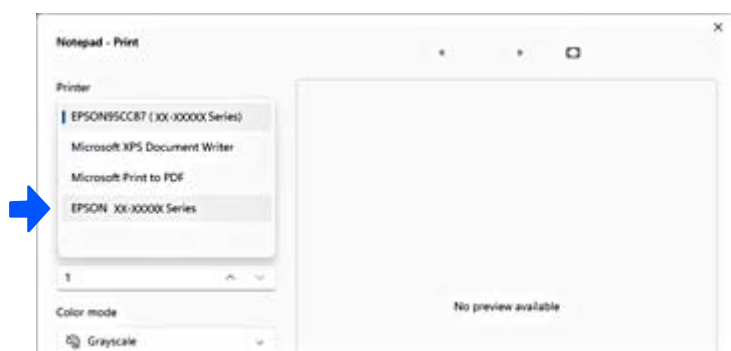 Notepad - Print
Printer
EPSON95CC87 ( XX-XXXXX Series)
Microsoft XPS Document Writer
Microsoft Print to PDF
EPSON XX-XXXXX Series
1
Color mode
Grayscale
No preview available